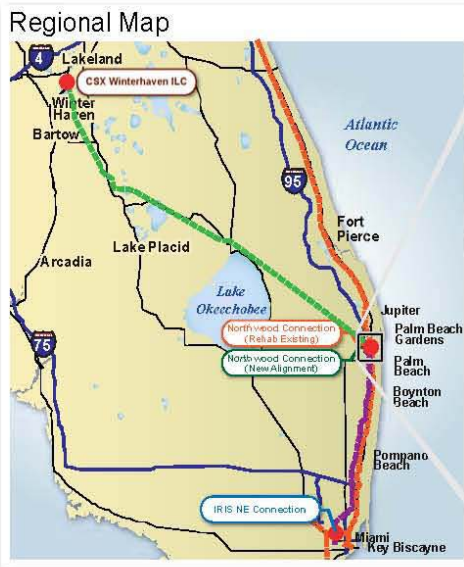 Regional Map
4
Lakeland
CSX Winterhaven ILC
Winter
Haven
Bartow
Atlantic
Ocean
95
Fort
Pierce
Lake Placid
Arcadia
Lake
Okeechobee
Jupiter
Northwood Connection
(Rehab Existing)
Palm Beach
Gardens
75
Northwood Connection
(New Alignment)
Palm
Beach
Boynton
Beach
Pompano
Beach
IRIS NE Connection
Miami
Key Biscayne